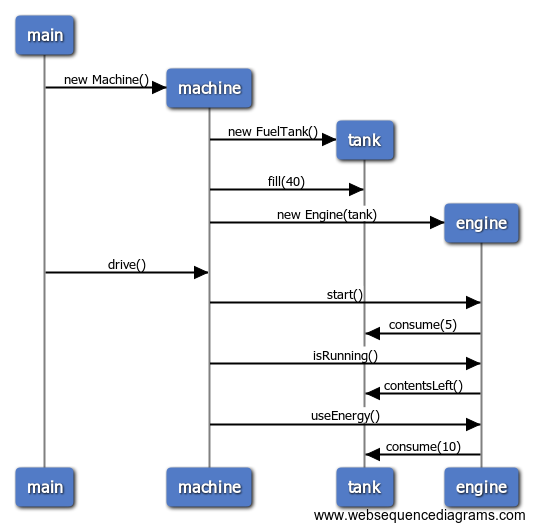 main
new Machine()
machine
new FuelTank()
tank
fill(40)
new Engine(tank)
engine
drive()
start()
consume(5)
isRunning()
contentsLeft()
useEnergy()
consume(10)
main machine tank engine
www.websequencediagrams.com